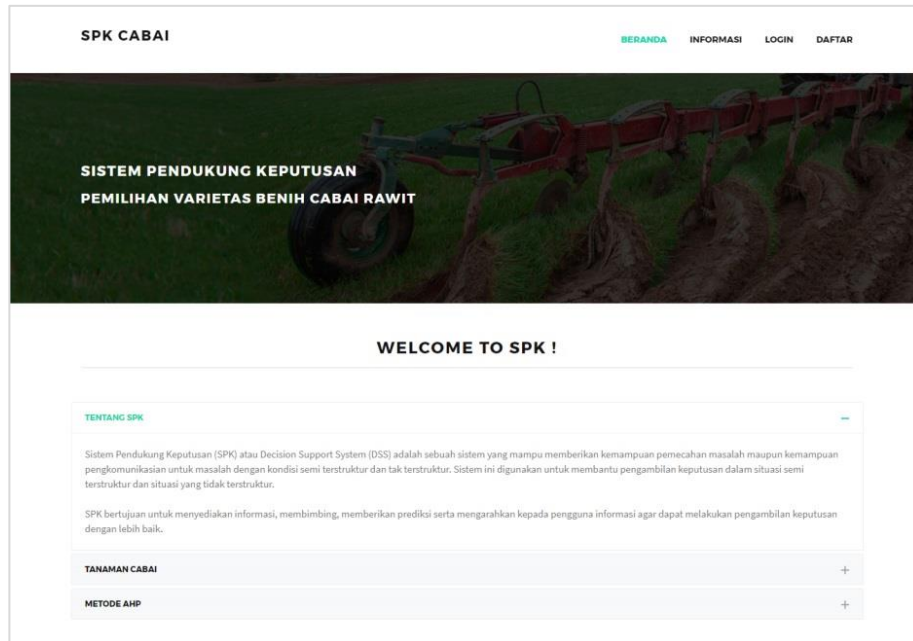 SPK CABAI
BERANDA INFORMASI LOGIN DAFTAR
SISTEM PENDUKUNG KEPUTUSAN
PEMILIHAN VARIETAS BENIH CABAI RAWIT
WELCOME TO SPK !
TENTANG SPK
Sistem Pendukung Keputusan (SPK) atau Decision Support System (DSS) adalah sebuah sistem yang mampu memberikan kemampuan pemecahan masalah maupun kemampuan
pengkomunikasian untuk masalah dengan kondisi semi terstruktur dan tak terstruktur. Sistem ini digunakan untuk membantu pengambilan keputusan dalam situasi semi
terstruktur dan situasi yang tidak terstruktur.
SPK bertujuan untuk menyediakan informasi, membimbing, memberikan prediksi serta mengarahkan kepada pengguna informasi agar dapat melakukan pengambilan keputusan
dengan lebih baik.
TANAMAN CABAI
METODE AHP